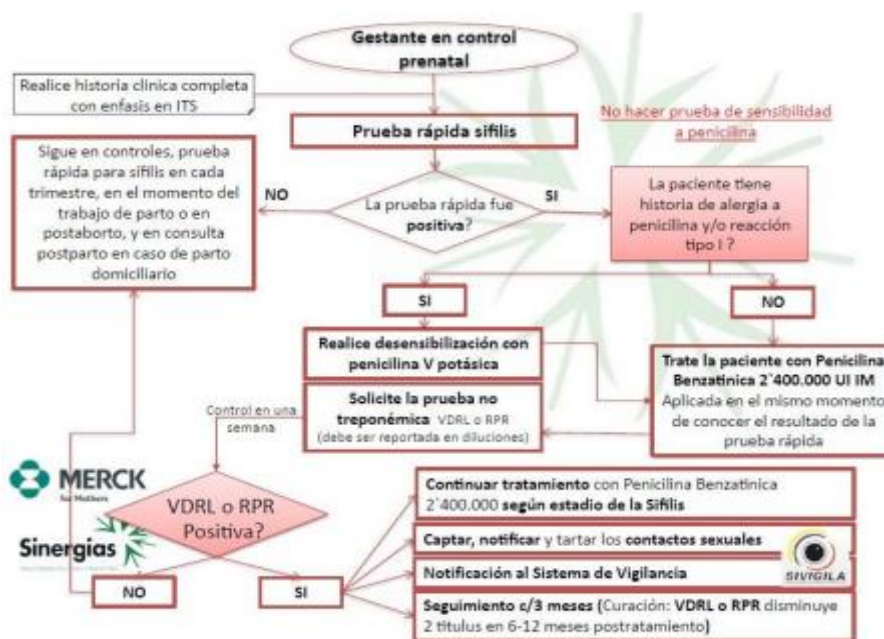 Gestante en control
prenatal
Realice historia clinica completa
con enfasis en ITS
No hacer prueba de sensibilidad
a penicilina
Prueba rápida sifilis
Sigue en controles, prueba
rápida para sífilis en cada
trimestre, en el momento del
trabajo de parto o en
postaborto, y en consulta
postparto en caso de parto
domiciliario
NO
La prueba rápida fue
positiva?
SI
La paciente tiene
historia de alergia a
penicilina y/o reacción
tipo I ?
SI
NO
Realice desensibilización con
penicilina V potásica
Trate la paciente con Penicilina
Benzatinica 2`400.000 UI IM
Aplicada en el mismo momento
de conocer el resultado de la
prueba rápida
Solicite la prueba no
treponémica VDRL o RPR
(debe ser reportada en diluciones)
Control en una
semana
MERCK
for Mothers
Sinergias
VDRL o RPR
Positiva?
NO
SI
Continuar tratamiento con Penicilina Benzatinica
2`400.000 según estadio de la Sífilis
Captar, notificar y tartar los contactos sexuales
Notificación al Sistema de Vigilancia
SIVIGILA
Seguimiento c/3 meses (Curación: VDRL o RPR disminuye
2 titulus en 6-12 meses postratamiento)